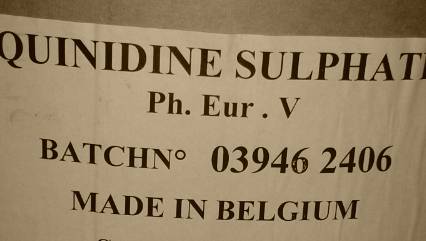 QUINIDINE SULPHAT
Ph. Eur . V
BATCHN° 03946 2406
MADE IN BELGIUM